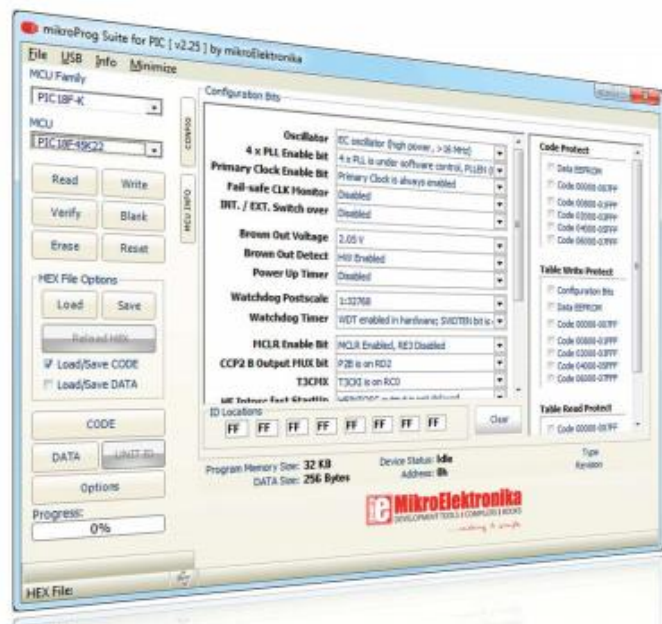 mikroProg Suite for PIC [ v2.25 ] by mikroElektronika
File USB Info Minimize
MCU Family
PIC18F-K
MCU
PIC18F45K22
Read Write
Verify Blank
Erase Reset
HEX File Options
Load Save
Reload HEX
Load/Save CODE
Load/Save DATA
CODE
DATA UNIT ID
Options
Progress:
0%
HEX File:
CONFIG
MCU INFO
Configuration Bits
Oscillator EC oscillator (high power, >16 MHz)
4 x PLL Enable bit 4 x PLL is under software control, PLLEN
Primary Clock Enable Bit Primary Clock is always enabled
Fail-safe CLK Monitor Disabled
INT. / EXT. Switch over Disabled
Brown Out Voltage 2.05 V
Brown Out Detect HW Enabled
Power Up Timer Disabled
Watchdog Postscale 1:32768
Watchdog Timer WDT enabled in hardware; SWDTEN bit is
MCLR Enable Bit MCLR Enabled, RE3 Disabled
CCP2 B Output MUX bit P2B is on RD2
T3CMX T3CKI is on RC0
ID Locations
FF FF FF FF FF FF FF FF
Clear
Code Protect
Data EEPROM
Table Write Protect
Configuration Bits
Data EEPROM
Table Read Protect
Program Memory Size: 32 KB
DATA Size: 256 Bytes
Device Status: Idle
Address: 0h
Type
Revision
MikroElektronika
DEVELOPMENT TOOLS | COMPILERS | BOOKS
making it simple